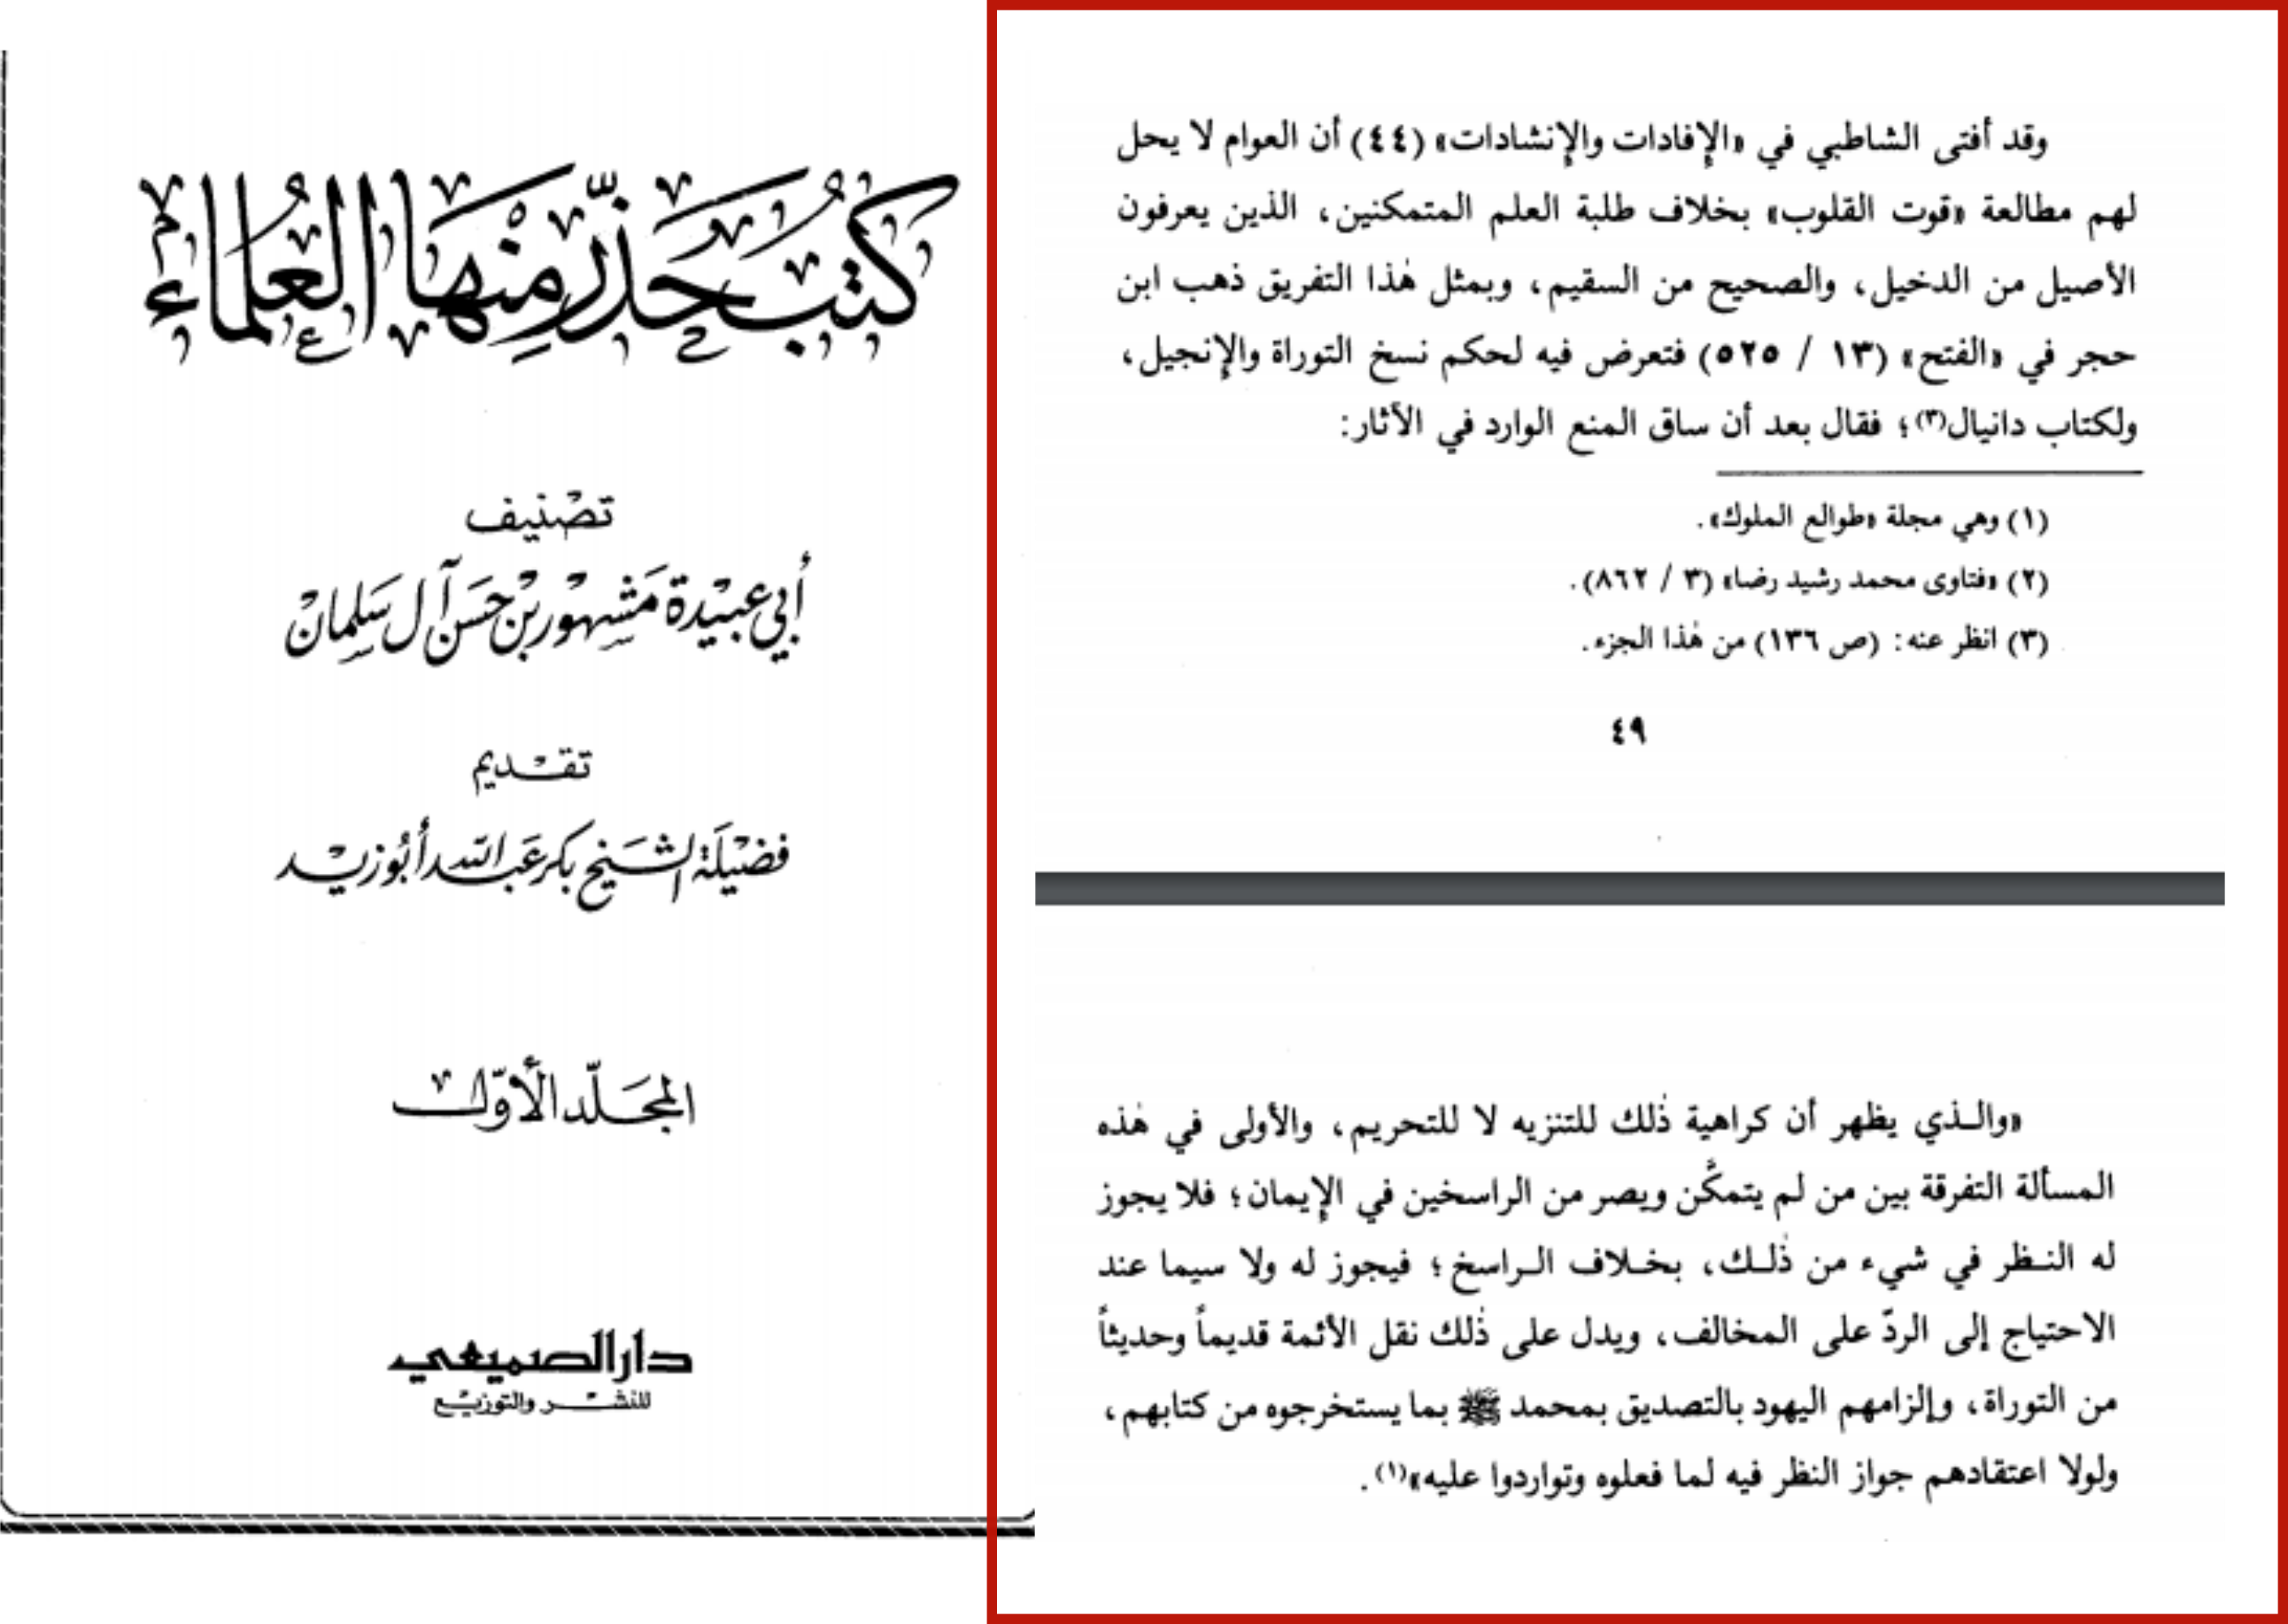 كتب حذر منها العلماء
تصنيف
أبي عبيدة مشهور بن حسن آل سلمان
تقديم
فضيلة الشيخ بكر عبد الله أبو زيد
المجلد الأول
دار الصميعي
للنشر والتوزيع
وقد أفتى الشاطبي في «الإفادات والإنشادات» (٤٤) أن العوام لا يحل
لهم مطالعة «قوت القلوب» بخلاف طلبة العلم المتمكنين، الذين يعرفون
الأصيل من الدخيل، والصحيح من السقيم، وبمثل هٰذا التفريق ذهب ابن
حجر في «الفتح» (١٣ / ٥٢٥) فتعرض فيه لحكم نسخ التوراة والإنجيل،
ولكتاب دانيال(٣)؛ فقال بعد أن ساق المنع الوارد في الآثار:
(١) وهي مجلة «طوالع الملوك».
(٢) «فتاوى محمد رشيد رضا» (٣ / ٨٦٢).
(٣) انظر عنه: (ص ١٣٦) من هٰذا الجزء.
٤٩
«والـذي يظهر أن كراهية ذٰلك للتنزيه لا للتحريم، والأولى في هٰذه
المسألة التفرقة بين من لم يتمكَّن ويصر من الراسخين في الإيمان؛ فلا يجوز
له النـظر في شيء من ذٰلـك، بخـلاف الـراسخ؛ فيجوز له ولا سيما عند
الاحتياج إلى الردّ على المخالف، ويدل على ذٰلك نقل الأئمة قديماً وحديثاً
من التوراة، وإلزامهم اليهود بالتصديق بمحمد ﷺ بما يستخرجوه من كتابهم،
ولولا اعتقادهم جواز النظر فيه لما فعلوه وتواردوا عليه»(١).